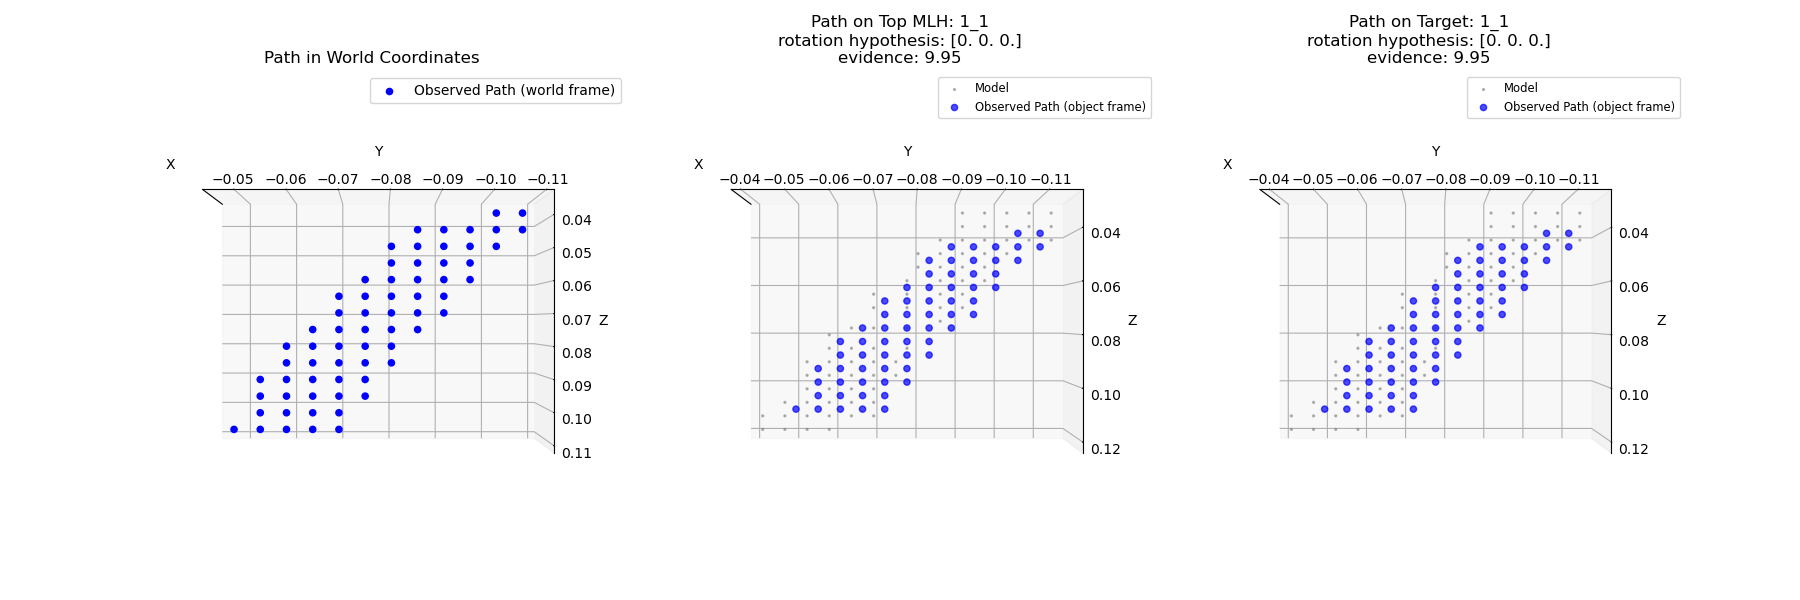 Path in World Coordinates
Observed Path (world frame)
X
Y
−0.05 −0.06 −0.07 −0.08 −0.09 −0.10 −0.11
0.04
0.05
0.06
0.07
0.08
0.09
0.10
0.11
Z
Path on Top MLH: 1_1
rotation hypothesis: [0. 0. 0.]
evidence: 9.95
Model
Observed Path (object frame)
X
Y
−0.04 −0.05 −0.06 −0.07 −0.08 −0.09 −0.10 −0.11
0.04
0.06
0.08
0.10
0.12
Z
Path on Target: 1_1
rotation hypothesis: [0. 0. 0.]
evidence: 9.95
Model
Observed Path (object frame)
X
Y
−0.04 −0.05 −0.06 −0.07 −0.08 −0.09 −0.10 −0.11
0.04
0.06
0.08
0.10
0.12
Z